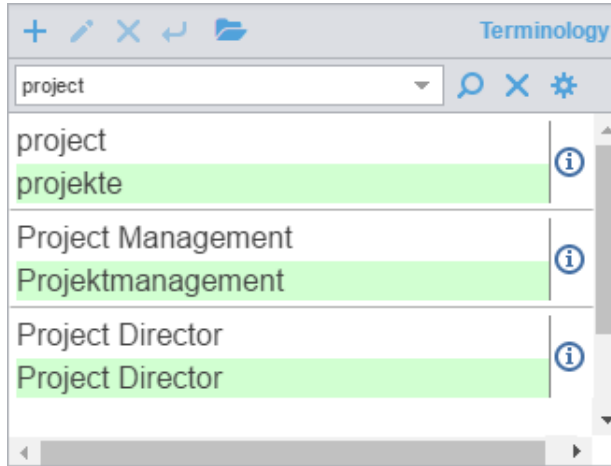 Terminology
project
project
projekte
Project Management
Projektmanagement
Project Director
Project Director